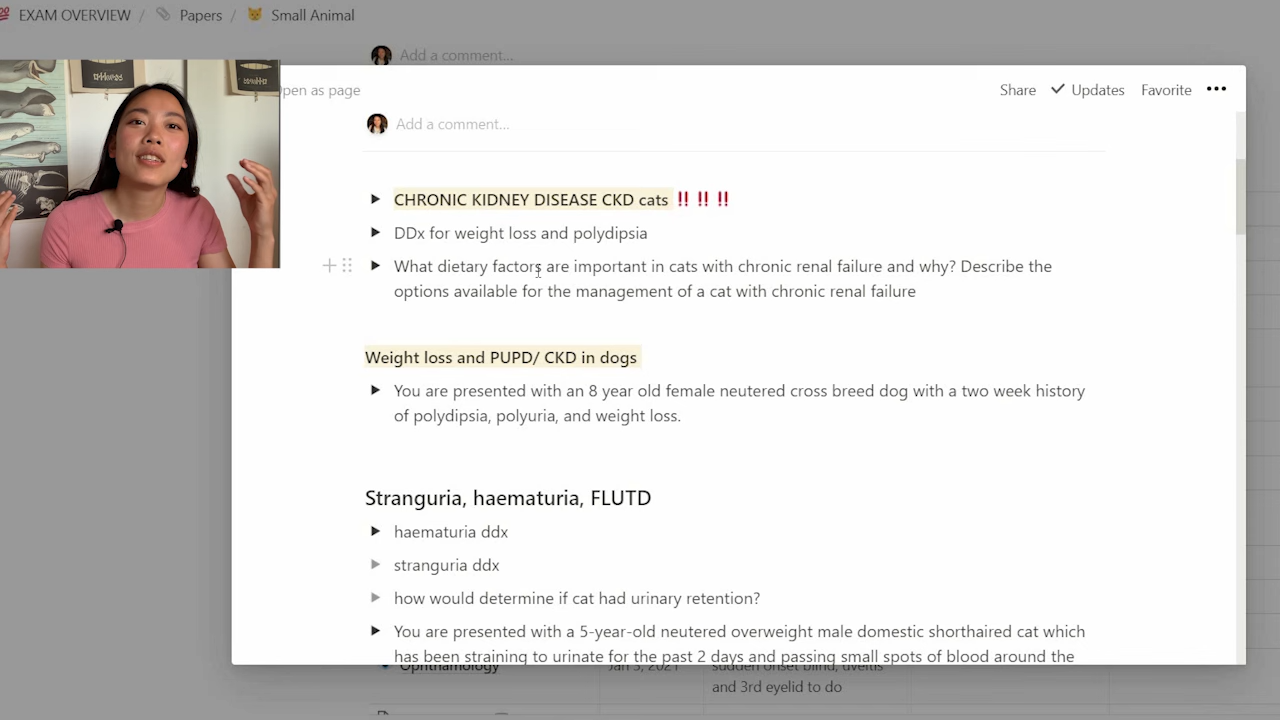 EXAM OVERVIEW / Papers / Small Animal
Add a comment...
Open as page
Share Updates Favorite
Add a comment...
CHRONIC KIDNEY DISEASE CKD cats ‼️ ‼️ ‼️
DDx for weight loss and polydipsia
What dietary factors are important in cats with chronic renal failure and why? Describe the
options available for the management of a cat with chronic renal failure
Weight loss and PUPD/ CKD in dogs
You are presented with an 8 year old female neutered cross breed dog with a two week history
of polydipsia, polyuria, and weight loss.
Stranguria, haematuria, FLUTD
haematuria ddx
stranguria ddx
how would determine if cat had urinary retention?
You are presented with a 5-year-old neutered overweight male domestic shorthaired cat which
has been straining to urinate for the past 2 days and passing small spots of blood around the
Ophthamology Jan 5, 2021 sudden onset blind, uveitis
and 3rd eyelid to do